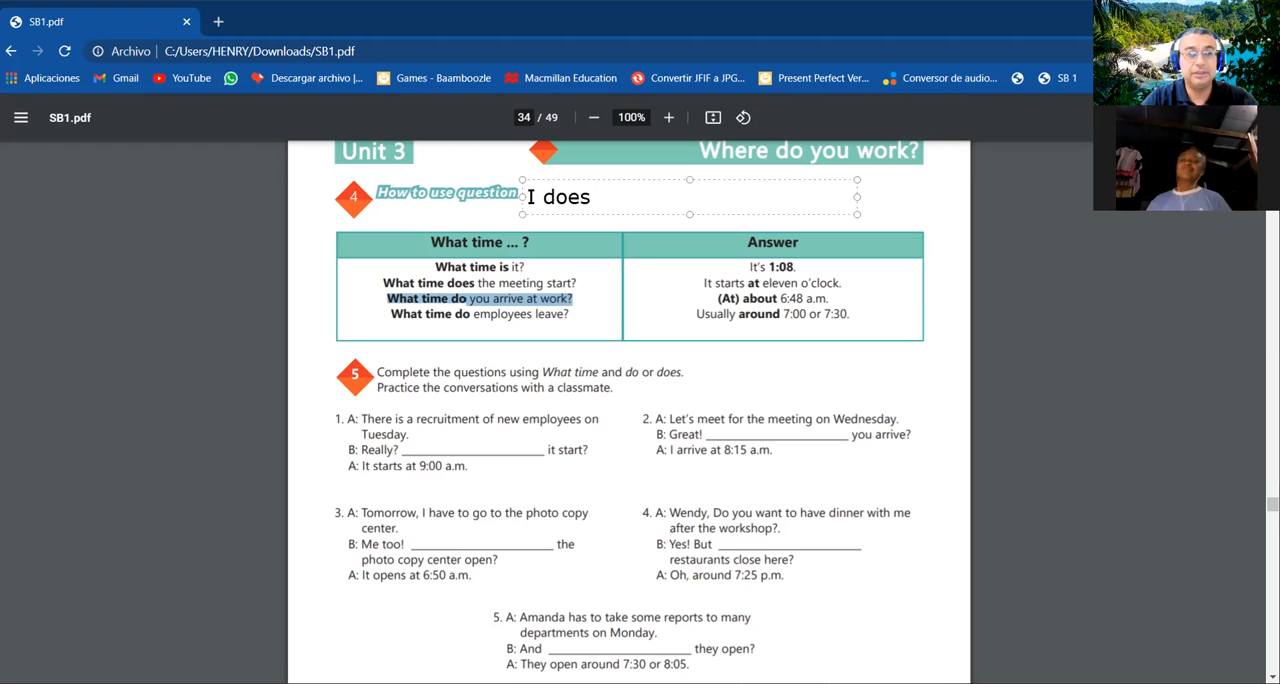 SB1.pdf
Archivo C:/Users/HENRY/Downloads/SB1.pdf
Aplicaciones Gmail YouTube Descargar archivo |... Games - Baamboozle Macmillan Education Convertir JFIF a JPG... Present Perfect Ver... Conversor de audio... SB 1
SB1.pdf 34 / 49 100%
Unit 3 Where do you work?
4 How to use question I does
What time ... ? Answer
What time is it? It's 1:08.
What time does the meeting start? It starts at eleven o'clock.
What time do you arrive at work? (At) about 6:48 a.m.
What time do employees leave? Usually around 7:00 or 7:30.
5 Complete the questions using What time and do or does.
Practice the conversations with a classmate.
1. A: There is a recruitment of new employees on
Tuesday.
B: Really? ____________________ it start?
A: It starts at 9:00 a.m.
2. A: Let's meet for the meeting on Wednesday.
B: Great! ____________________ you arrive?
A: I arrive at 8:15 a.m.
3. A: Tomorrow, I have to go to the photo copy
center.
B: Me too! ____________________ the
photo copy center open?
A: It opens at 6:50 a.m.
4. A: Wendy, Do you want to have dinner with me
after the workshop?.
B: Yes! But ____________________
restaurants close here?
A: Oh, around 7:25 p.m.
5. A: Amanda has to take some reports to many
departments on Monday.
B: And ____________________ they open?
A: They open around 7:30 or 8:05.